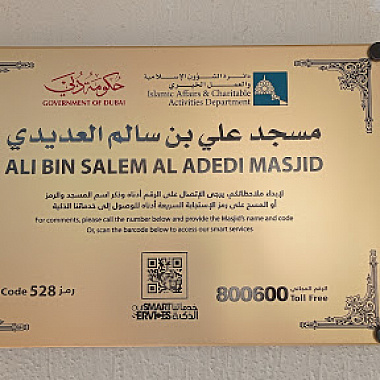 حكومة دبي
GOVERNMENT OF DUBAI
دائرة الشؤون الإسلامية
والعمل الخيري
Islamic Affairs & Charitable
Activities Department
مسجد علي بن سالم العديدي
ALI BIN SALEM AL ADEDI MASJID
لإبداء ملاحظاتكم يرجى الإتصال على الرقم أدناه وذكر اسم المسجد والرمز
أو المسح على رمز الإستجابة السريعة أدناه للوصول إلى خدماتنا الذكية
For comments, please call the number below and provide the Masjid's name and code
Or, scan the barcode below to access our smart services
Code 528 رمز
خدماتنا SMART
الذكية SERVICES
800600 الرقم المجاني
Toll Free